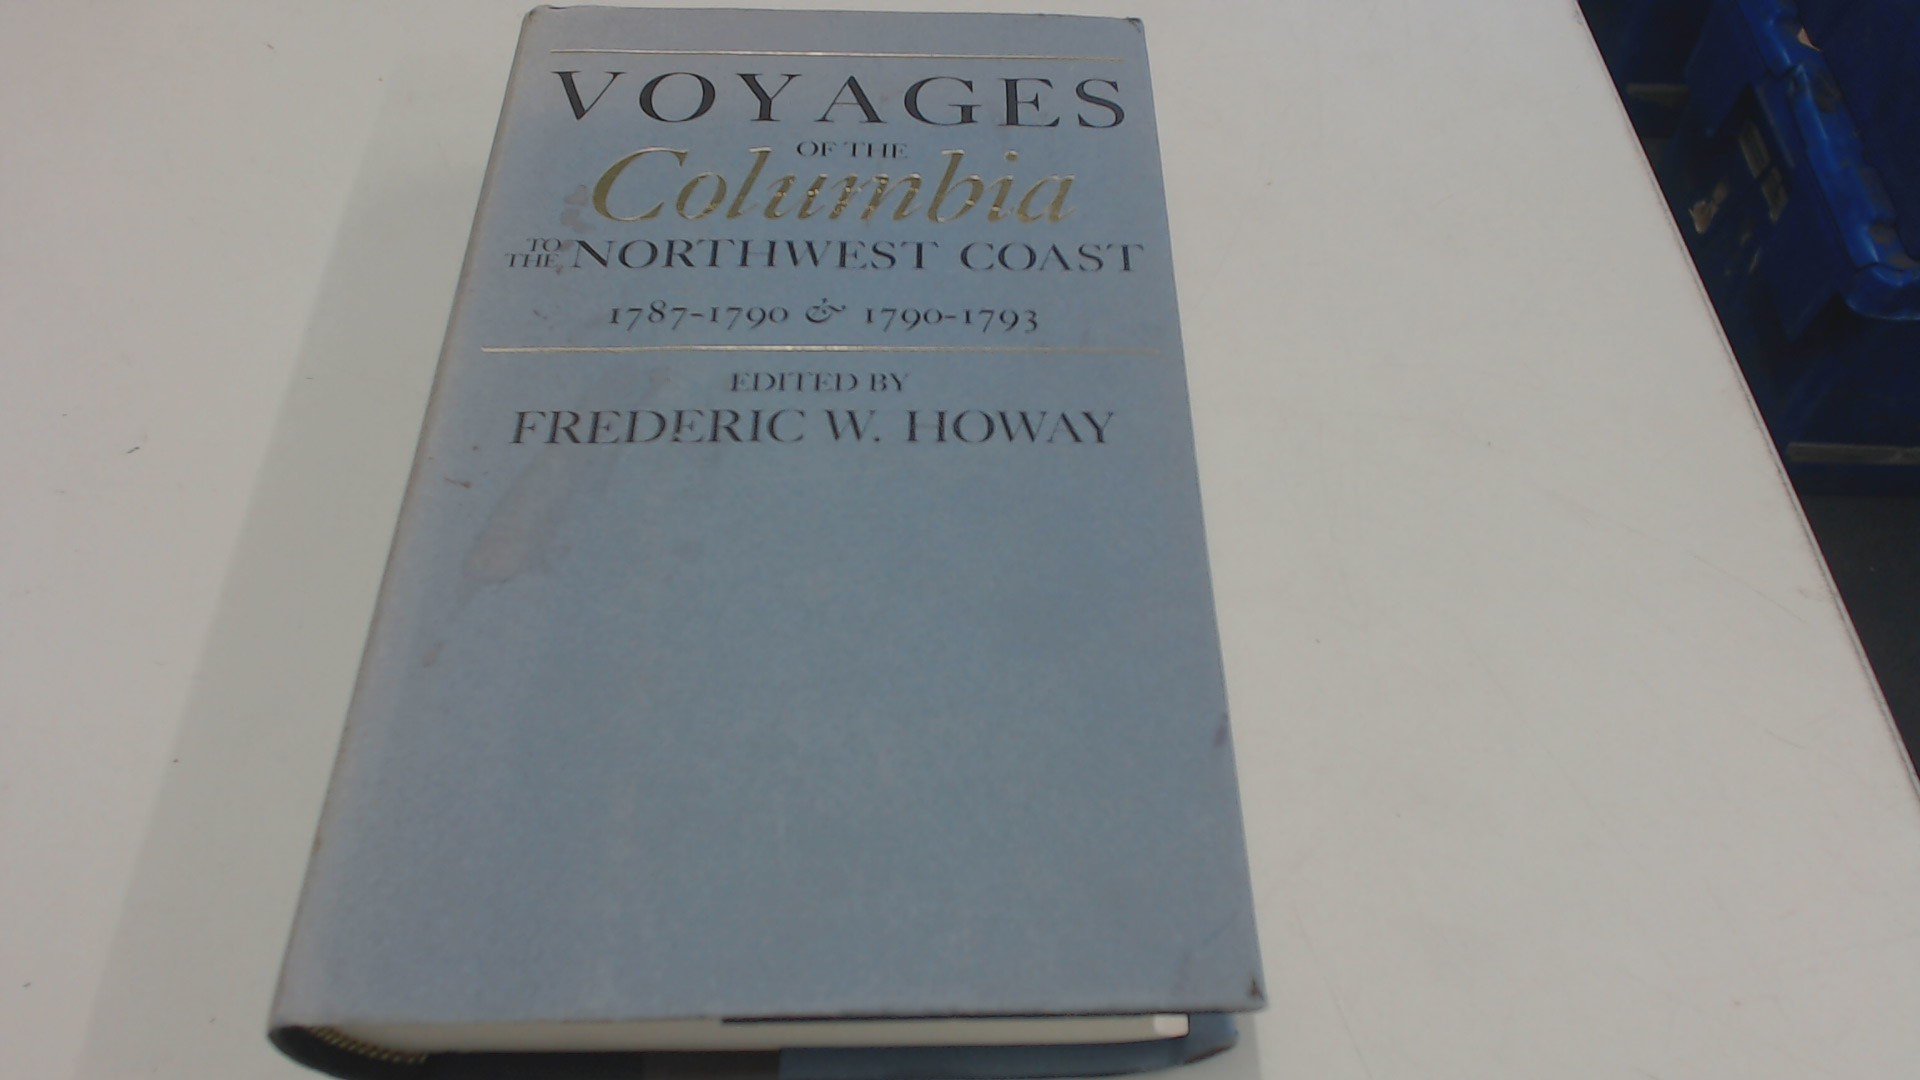 VOYAGES
OF THE
Columbia
TO THE NORTHWEST COAST
1787-1790 & 1790-1793
EDITED BY
FREDERIC W. HOWAY